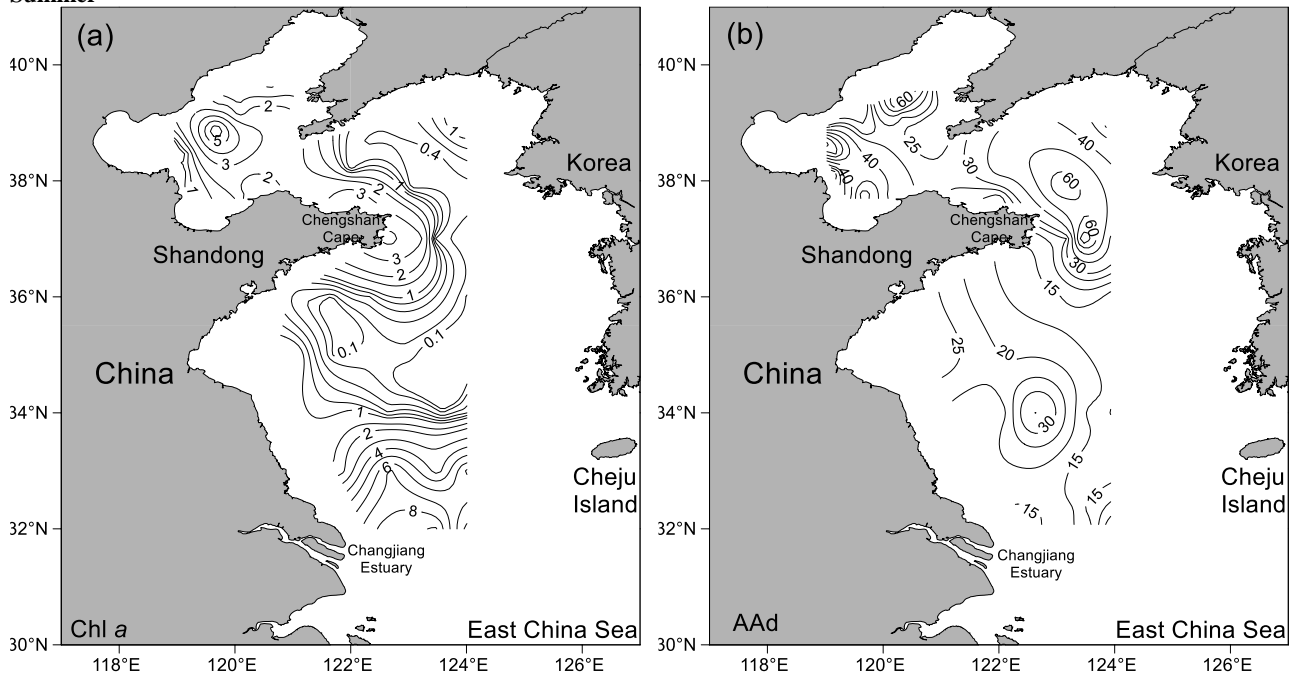 Summer
(a)
40°N
38°N
36°N
34°N
32°N
30°N
118°E
120°E
122°E
124°E
126°E
2
5
3
1
2
1
0.4
1
2
3
Korea
Chengshan
Cape
Shandong
3
2
1
0.1
0.1
China
1
2
4
6
8
Cheju
Island
Changjiang
Estuary
Chl a
East China Sea
(b)
40°N
38°N
36°N
34°N
32°N
30°N
118°E
120°E
122°E
124°E
126°E
60
25
40
40
30
40
60
Korea
Chengshan
Cape
Shandong
60
30
15
25
20
China
30
15
15
15
Cheju
Island
Changjiang
Estuary
AAd
East China Sea